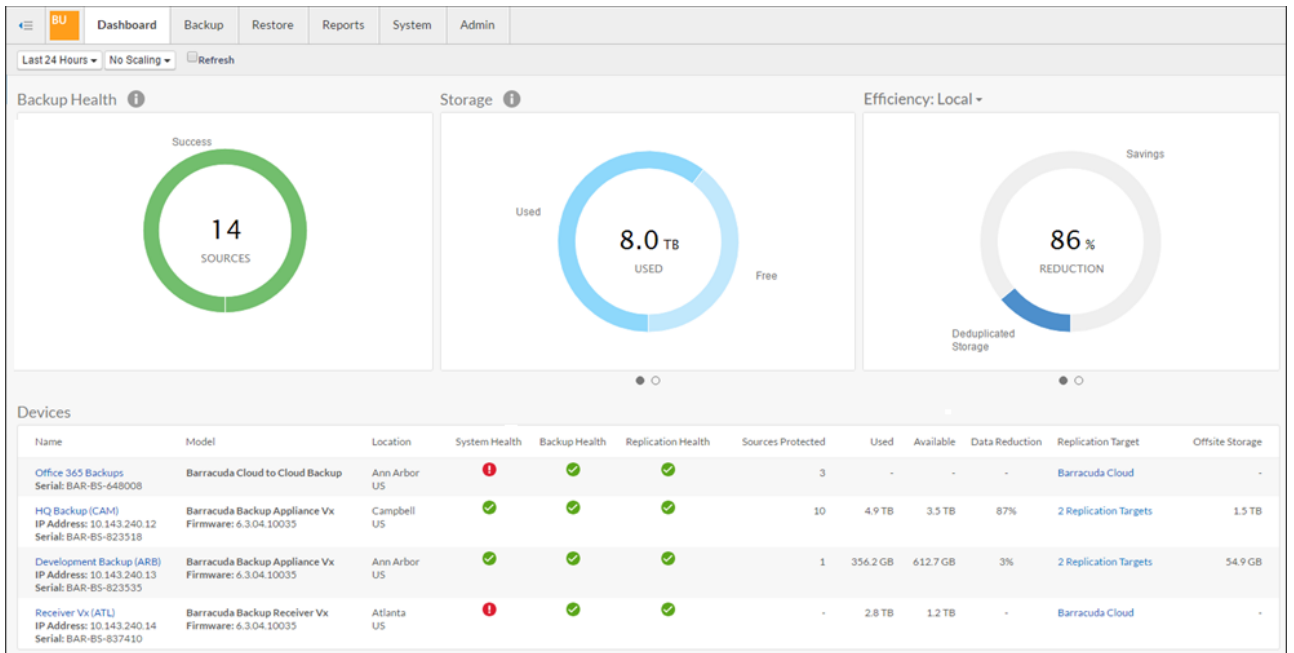 BU
Dashboard Backup Restore Reports System Admin
Last 24 Hours No Scaling Refresh
Backup Health
Success
14
SOURCES
Storage
Used
8.0 TB
USED
Free
Efficiency: Local
Savings
86 %
REDUCTION
Deduplicated
Storage
Devices
Name Model Location System Health Backup Health Replication Health Sources Protected Used Available Data Reduction Replication Target Offsite Storage
Office 365 Backups Barracuda Cloud to Cloud Backup Ann Arbor 3 - - - Barracuda Cloud -
Serial: BAR-BS-648008 US
HQ Backup (CAM) Barracuda Backup Appliance Vx Campbell 10 4.9 TB 3.5 TB 87% 2 Replication Targets 1.5 TB
IP Address: 10.143.240.12 Firmware: 6.3.04.10035 US
Serial: BAR-BS-823518
Development Backup (ARB) Barracuda Backup Appliance Vx Ann Arbor 1 356.2 GB 612.7 GB 3% 2 Replication Targets 54.9 GB
IP Address: 10.143.240.13 Firmware: 6.3.04.10035 US
Serial: BAR-BS-823535
Receiver Vx (ATL) Barracuda Backup Receiver Vx Atlanta - 2.8 TB 1.2 TB - Barracuda Cloud -
IP Address: 10.143.240.14 Firmware: 6.3.04.10035 US
Serial: BAR-BS-837410